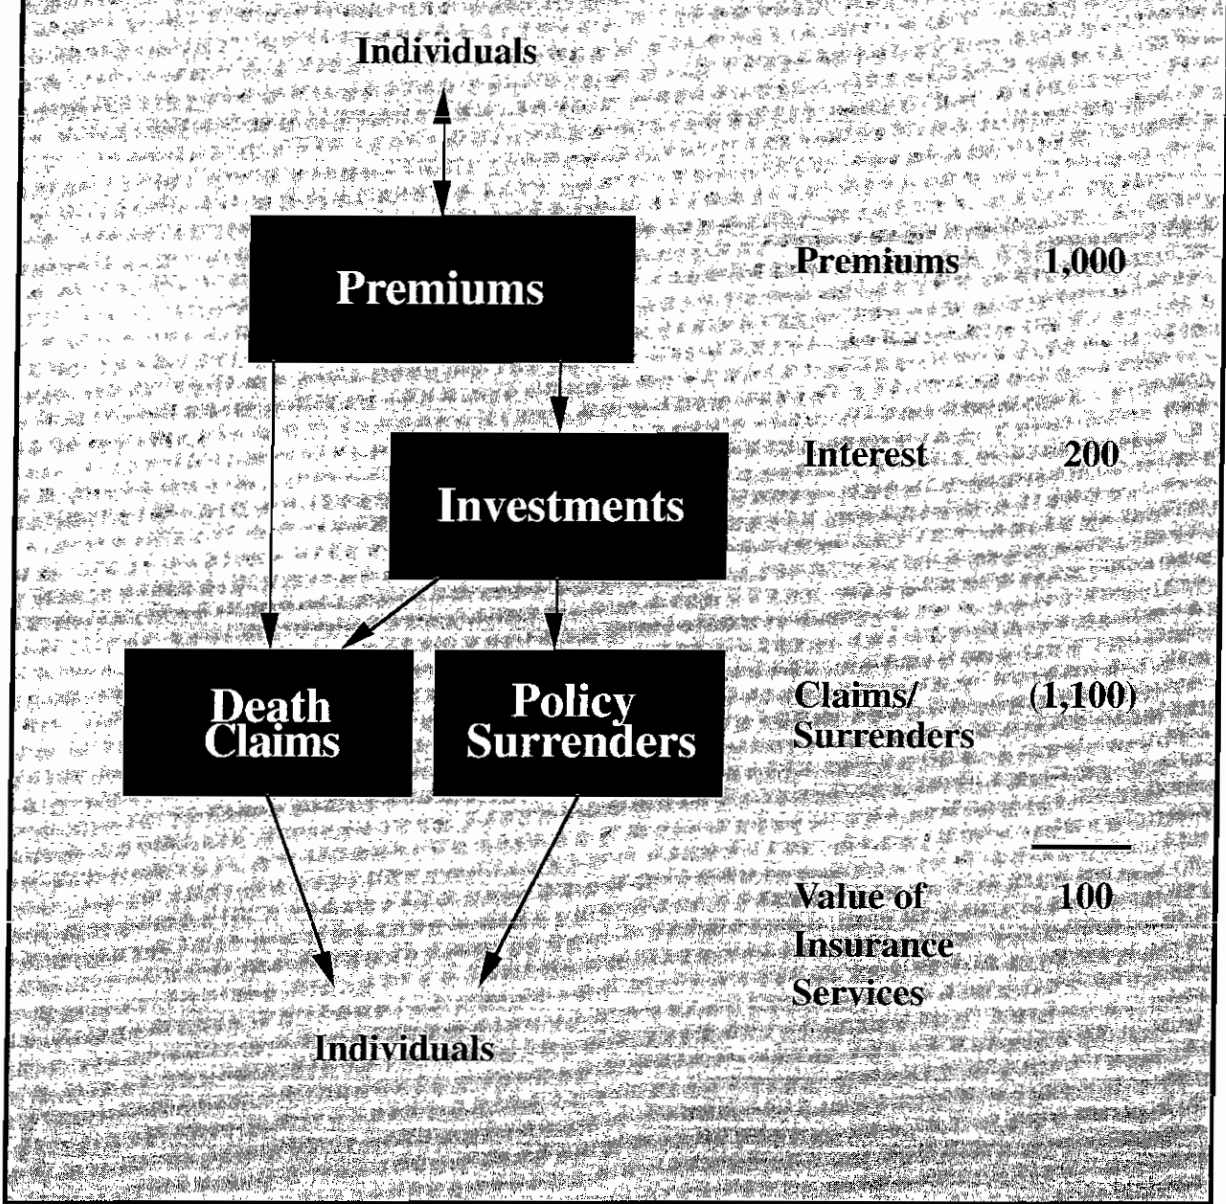 Individuals
Premiums
Premiums 1,000
Investments
Interest 200
Death
Claims
Policy
Surrenders
Claims/ (1,100)
Surrenders
Value of 100
Insurance
Services
Individuals